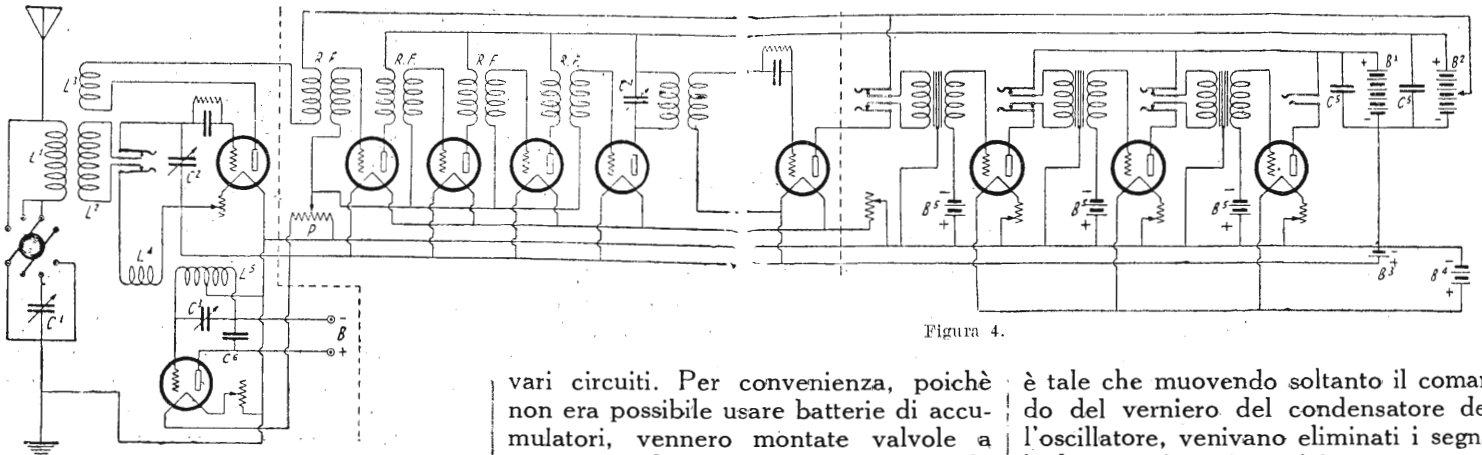 R.F.
R.F.
R.F.
R.F.
L³
L¹
L²
C²
C⁴
L⁴
L⁵
P
C¹
C³
C⁶
-
B
+
B⁵
-
+
B⁵
-
+
B⁵
-
+
C⁵
+
B¹
-
C⁵
+
B²
-
B³
+
B⁴
-
+
Figura 4.
vari circuiti. Per convenienza, poichè
non era possibile usare batterie di accu-
mulatori, vennero montate valvole a
è tale che muovendo soltanto il coman
do del verniero del condensatore de
l'oscillatore, venivano eliminati i segn